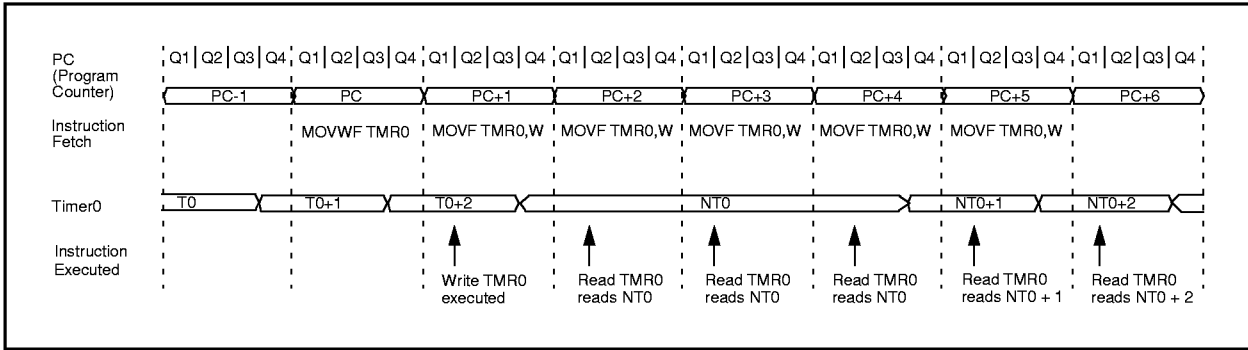 PC
(Program
Counter)
Q1 Q2 Q3 Q4 Q1 Q2 Q3 Q4 Q1 Q2 Q3 Q4 Q1 Q2 Q3 Q4 Q1 Q2 Q3 Q4 Q1 Q2 Q3 Q4 Q1 Q2 Q3 Q4 Q1 Q2 Q3 Q4
PC-1 PC PC+1 PC+2 PC+3 PC+4 PC+5 PC+6
Instruction
Fetch
MOVWF TMR0 MOVF TMR0,W MOVF TMR0,W MOVF TMR0,W MOVF TMR0,W MOVF TMR0,W
Timer0
T0 T0+1 T0+2 NT0 NT0+1 NT0+2
Instruction
Executed
Write TMR0
executed
Read TMR0
reads NT0
Read TMR0
reads NT0
Read TMR0
reads NT0
Read TMR0
reads NT0 + 1
Read TMR0
reads NT0 + 2